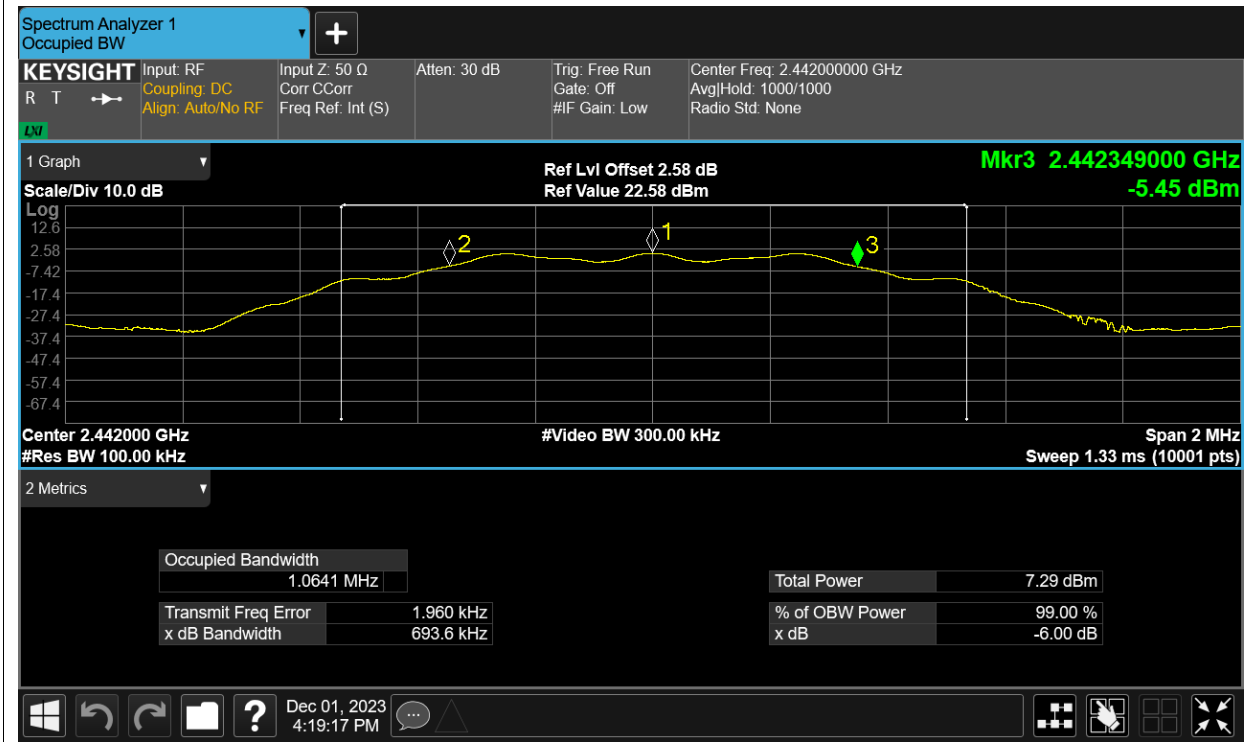 Spectrum Analyzer 1
Occupied BW
KEYSIGHT
R T
LXI
Input: RF
Coupling: DC
Align: Auto/No RF
Input Z: 50 Ω
Corr CCorr
Freq Ref: Int (S)
Atten: 30 dB
Trig: Free Run
Gate: Off
#IF Gain: Low
Center Freq: 2.442000000 GHz
Avg|Hold: 1000/1000
Radio Std: None
1 Graph
Scale/Div 10.0 dB
Ref Lvl Offset 2.58 dB
Ref Value 22.58 dBm
Mkr3 2.442349000 GHz
-5.45 dBm
Log
12.6
2.58
-7.42
-17.4
-27.4
-37.4
-47.4
-57.4
-67.4
2
1
3
Center 2.442000 GHz
#Video BW 300.00 kHz
Span 2 MHz
#Res BW 100.00 kHz
Sweep 1.33 ms (10001 pts)
2 Metrics
Occupied Bandwidth
1.0641 MHz
Transmit Freq Error 1.960 kHz
x dB Bandwidth 693.6 kHz
Total Power 7.29 dBm
% of OBW Power 99.00 %
x dB -6.00 dB
Dec 01, 2023
4:19:17 PM